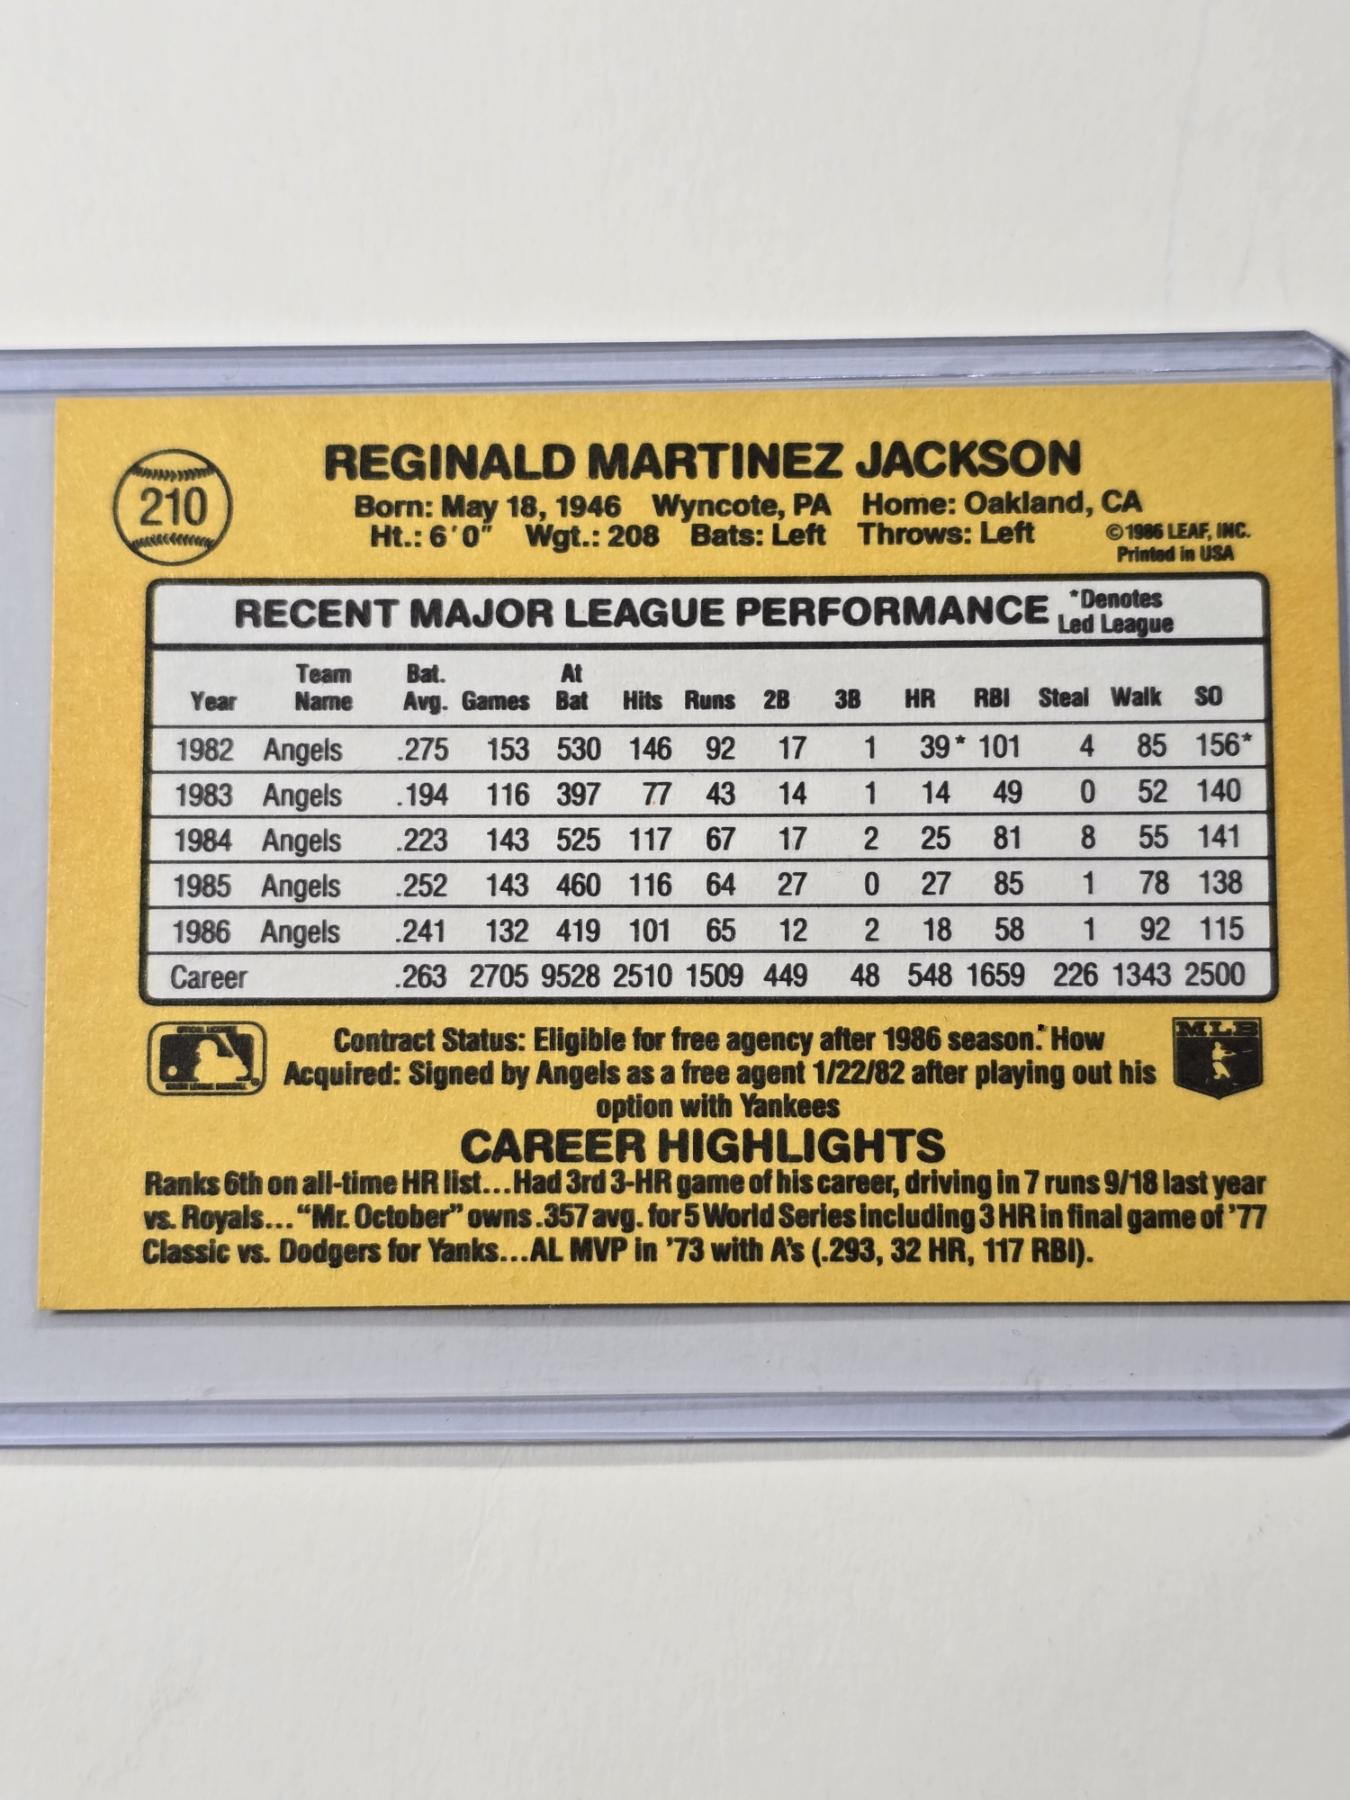 210
REGINALD MARTINEZ JACKSON
Born: May 18, 1946 Wyncote, PA Home: Oakland, CA
Ht.: 6'0" Wgt.: 208 Bats: Left Throws: Left
©1986 LEAF, INC.
Printed in USA
RECENT MAJOR LEAGUE PERFORMANCE *Denotes Led League
Year Team Name Bat. Avg. Games At Bat Hits Runs 2B 3B HR RBI Steal Walk SO
1982 Angels .275 153 530 146 92 17 1 39* 101 4 85 156*
1983 Angels .194 116 397 77 43 14 1 14 49 0 52 140
1984 Angels .223 143 525 117 67 17 2 25 81 8 55 141
1985 Angels .252 143 460 116 64 27 0 27 85 1 78 138
1986 Angels .241 132 419 101 65 12 2 18 58 1 92 115
Career .263 2705 9528 2510 1509 449 48 548 1659 226 1343 2500
Contract Status: Eligible for free agency after 1986 season. How
Acquired: Signed by Angels as a free agent 1/22/82 after playing out his
option with Yankees
MLB
CAREER HIGHLIGHTS
Ranks 6th on all-time HR list...Had 3rd 3-HR game of his career, driving in 7 runs 9/18 last year
vs. Royals... "Mr. October" owns .357 avg. for 5 World Series including 3 HR in final game of '77
Classic vs. Dodgers for Yanks...AL MVP in '73 with A's (.293, 32 HR, 117 RBI).